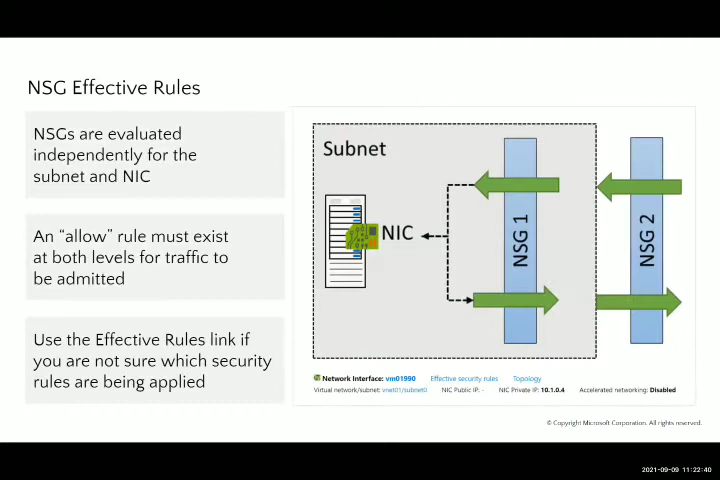 NSG Effective Rules
NSGs are evaluated
independently for the
subnet and NIC
An “allow” rule must exist
at both levels for traffic to
be admitted
Use the Effective Rules link if
you are not sure which security
rules are being applied
Subnet
NIC
NSG 1
NSG 2
Network Interface: vm01990 Effective security rules Topology
Virtual network/subnet: vnet01/subnet0 NIC Public IP: - NIC Private IP: 10.1.0.4 Accelerated networking: Disabled
© Copyright Microsoft Corporation. All rights reserved.
2021-09-09 11:22:40